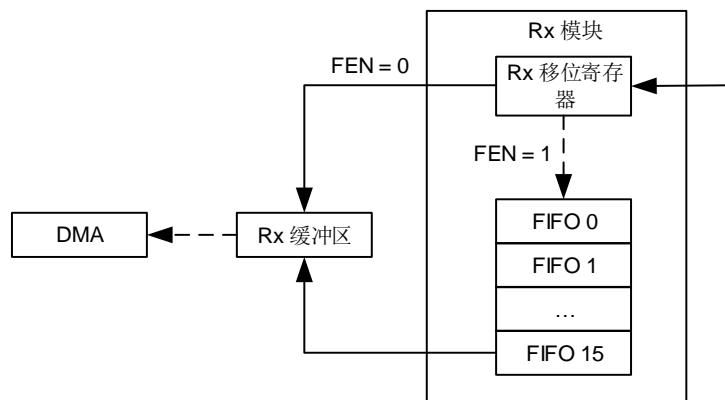 Rx 模块
FEN = 0
Rx 移位寄存
器
FEN = 1
FIFO 0
DMA
Rx 缓冲区
FIFO 1
…
FIFO 15